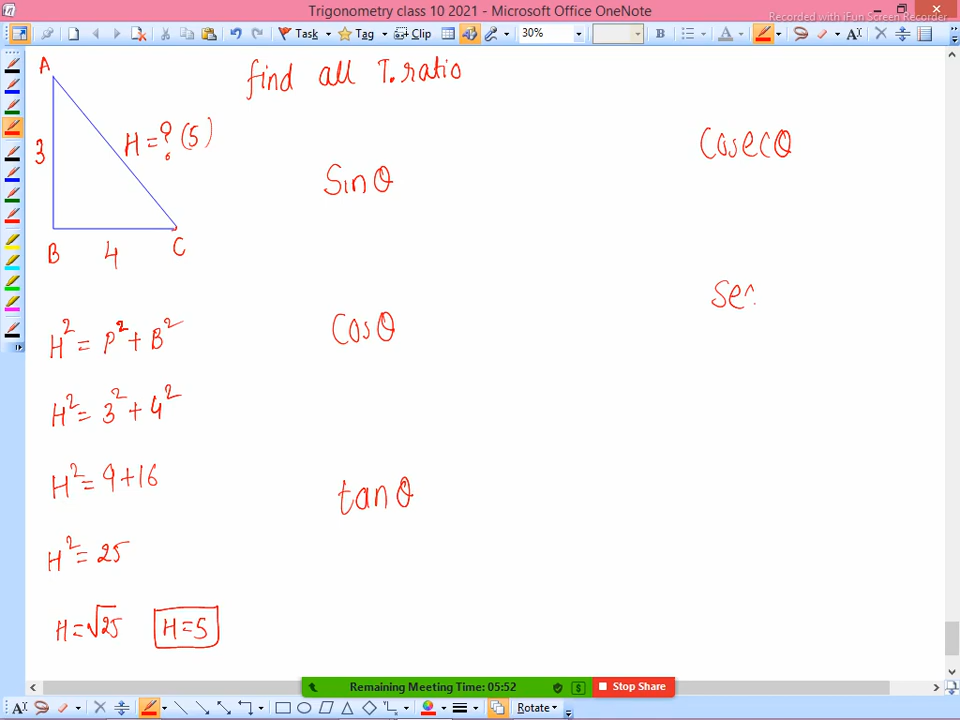 Trigonometry class 10 2021 - Microsoft Office OneNote
Recorded with iFun Screen Recorder
Task Tag Clip 30% B
A
find all T.ratio
3
H = ? (5)
cosecθ
sinθ
B 4 C
sec
H² = P² + B²
cosθ
H² = 3² + 4²
H² = 9+16
tanθ
H² = 25
H = √25 H=5
Remaining Meeting Time: 05:52 Stop Share
Rotate